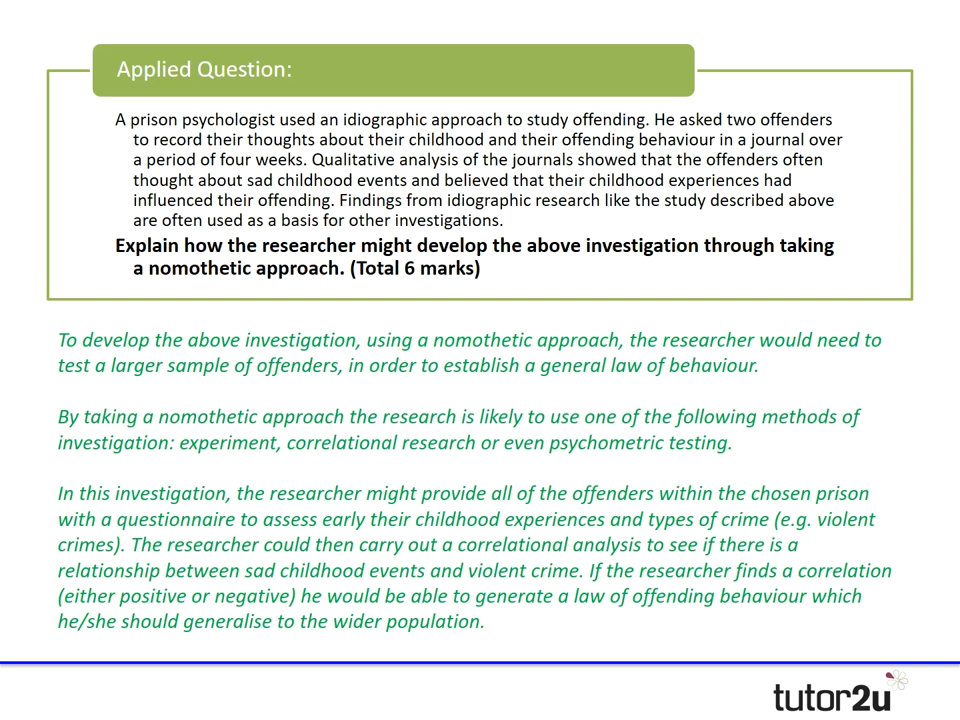 Applied Question:
A prison psychologist used an idiographic approach to study offending. He asked two offenders
to record their thoughts about their childhood and their offending behaviour in a journal over
a period of four weeks. Qualitative analysis of the journals showed that the offenders often
thought about sad childhood events and believed that their childhood experiences had
influenced their offending. Findings from idiographic research like the study described above
are often used as a basis for other investigations.
Explain how the researcher might develop the above investigation through taking
a nomothetic approach. (Total 6 marks)
To develop the above investigation, using a nomothetic approach, the researcher would need to
test a larger sample of offenders, in order to establish a general law of behaviour.
By taking a nomothetic approach the research is likely to use one of the following methods of
investigation: experiment, correlational research or even psychometric testing.
In this investigation, the researcher might provide all of the offenders within the chosen prison
with a questionnaire to assess early their childhood experiences and types of crime (e.g. violent
crimes). The researcher could then carry out a correlational analysis to see if there is a
relationship between sad childhood events and violent crime. If the researcher finds a correlation
(either positive or negative) he would be able to generate a law of offending behaviour which
he/she should generalise to the wider population.
tutor2u